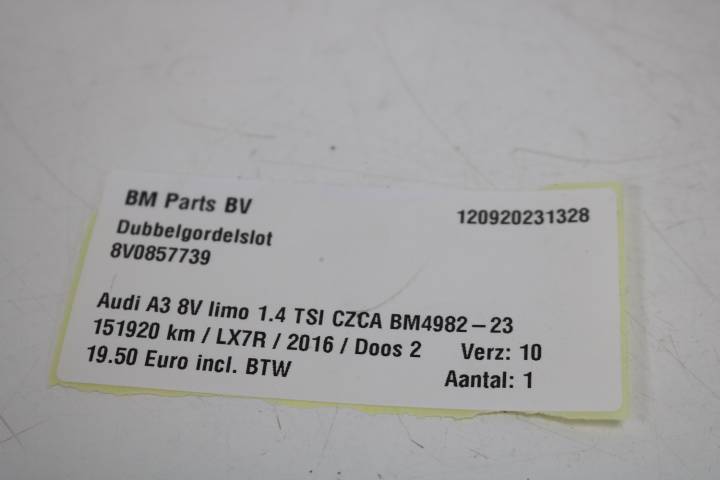 BM Parts BV 120920231328
Dubbelgordelslot
8V0857739
Audi A3 8V limo 1.4 TSI CZCA BM4982-23
151920 km / LX7R / 2016 / Doos 2 Verz: 10
19.50 Euro incl. BTW Aantal: 1